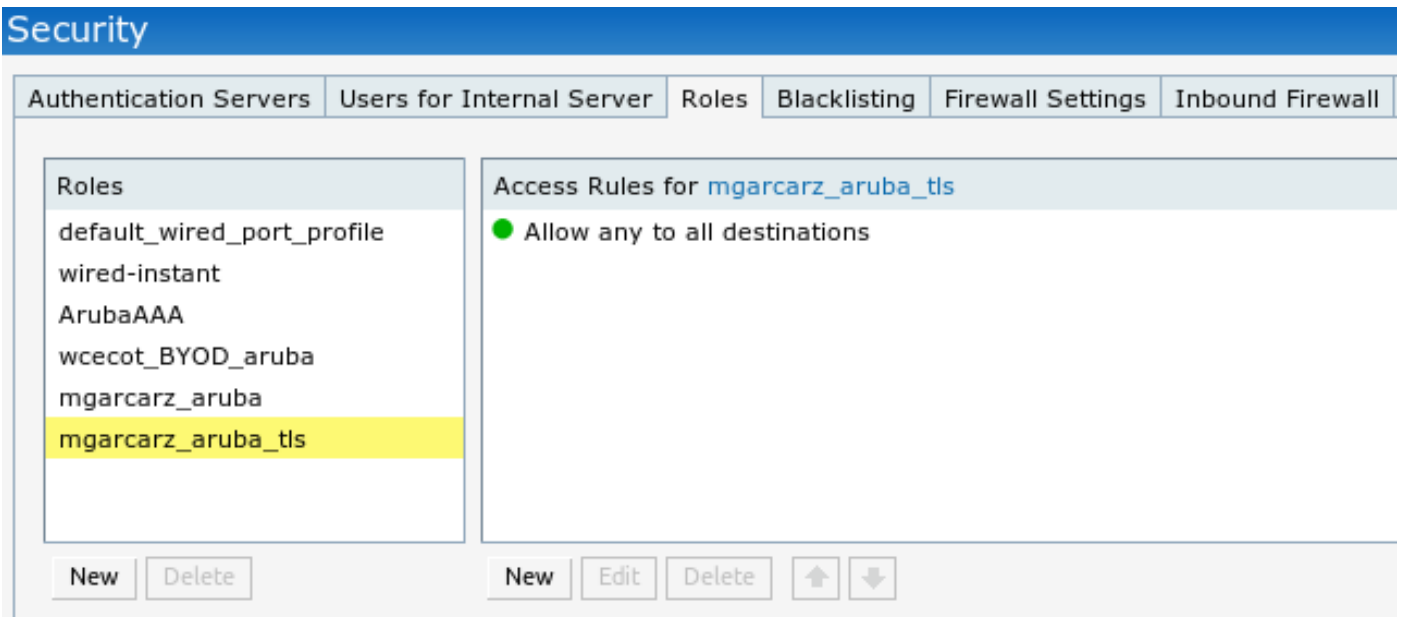 Security
Authentication Servers Users for Internal Server Roles Blacklisting Firewall Settings Inbound Firewall
Roles
default_wired_port_profile
wired-instant
ArubaAAA
wcecot_BYOD_aruba
mgarcarz_aruba
mgarcarz_aruba_tls
New Delete
Access Rules for mgarcarz_aruba_tls
Allow any to all destinations
New Edit Delete